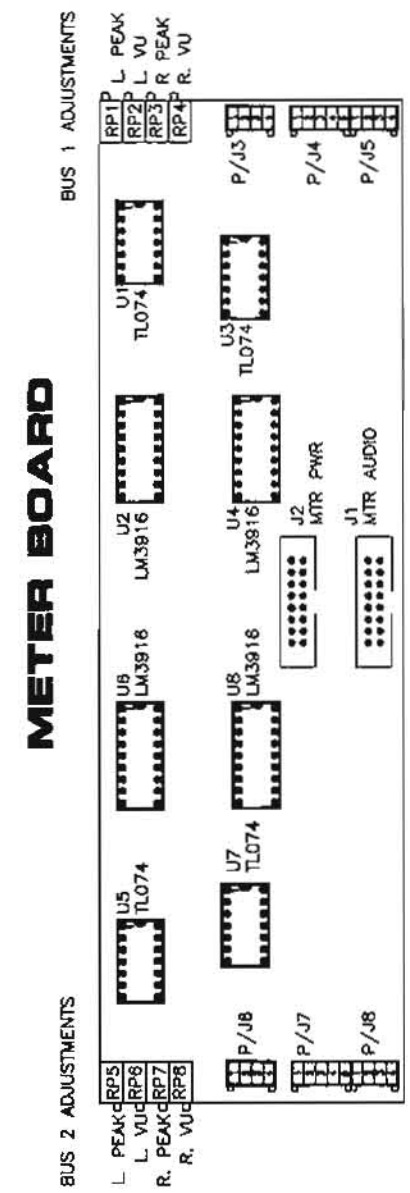 METER BOARD
BUS 2 ADJUSTMENTS
BUS 1 ADJUSTMENTS
L PEAK RP5
L. VU RP6
R. PEAK RP7
R. VU RP8
RP1 L PEAK
RP2 L VU
RP3 R PEAK
RP4 R. VU
U5
TL074
U6
LM3916
U2
LM3916
U1
TL074
U7
TL074
U8
LM3916
U4
LM3916
U3
TL074
J2
MTR PWR
J1
MTR AUDIO
P/J6
P/J7
P/J8
P/J3
P/J4
P/J5